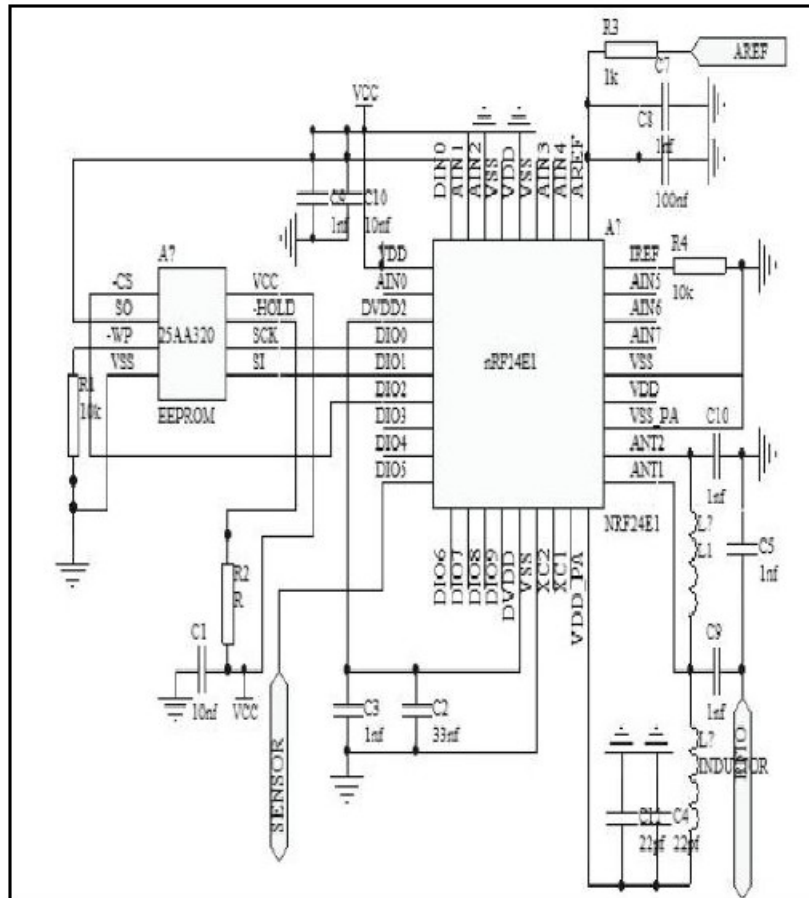 R3
AREF
1k
C7
VCC
C8
1nf
100nf
DIN0
AIN1
AIN2
VSS
VDD
VSS
AIN3
AIN4
AREF
C10
1nf
10nf
A?
VDD
AIN0
DVDD2
DIO0
DIO1
DIO2
DIO3
DIO4
DIO5
nRF14E1
IREF
AIN5
AIN6
AIN7
VSS
VDD
VSS_PA
ANT2
ANT1
R4
10k
A?
-CS
SO
-WP
VSS
25AA320
VCC
-HOLD
SCK
SI
EEPROM
R1
10k
C10
1nf
NRF24E1
L?
L1
C5
1nf
DIO6
DIO7
DIO8
DIO9
DVDD
VSS
XC2
XC1
VDD_PA
R2
R
C1
10nf
VCC
SENSOR
C3
1nf
C2
33nf
C9
1nf
L?
INDUCTOR
C4
22pf
22pf